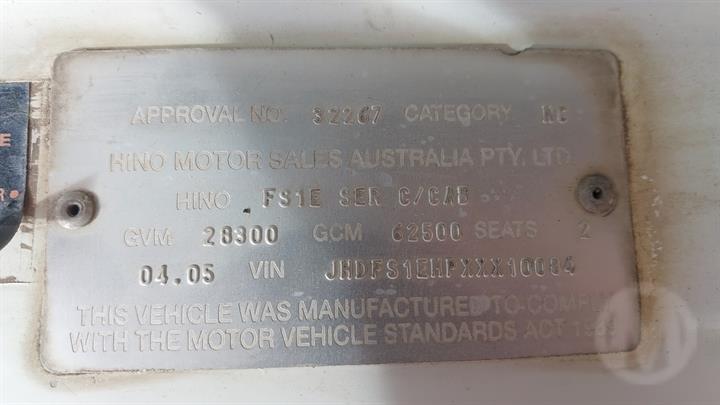 APPROVAL NO. 32267 CATEGORY NC
HINO MOTOR SALES AUSTRALIA PTY. LTD.
HINO FS1E SER C/CAB
GVM 28300 GCM 62500 SEATS 2
04.05 VIN JHDFS1EHPXXX10084
THIS VEHICLE WAS MANUFACTURED TO COMPLY
WITH THE MOTOR VEHICLE STANDARDS ACT